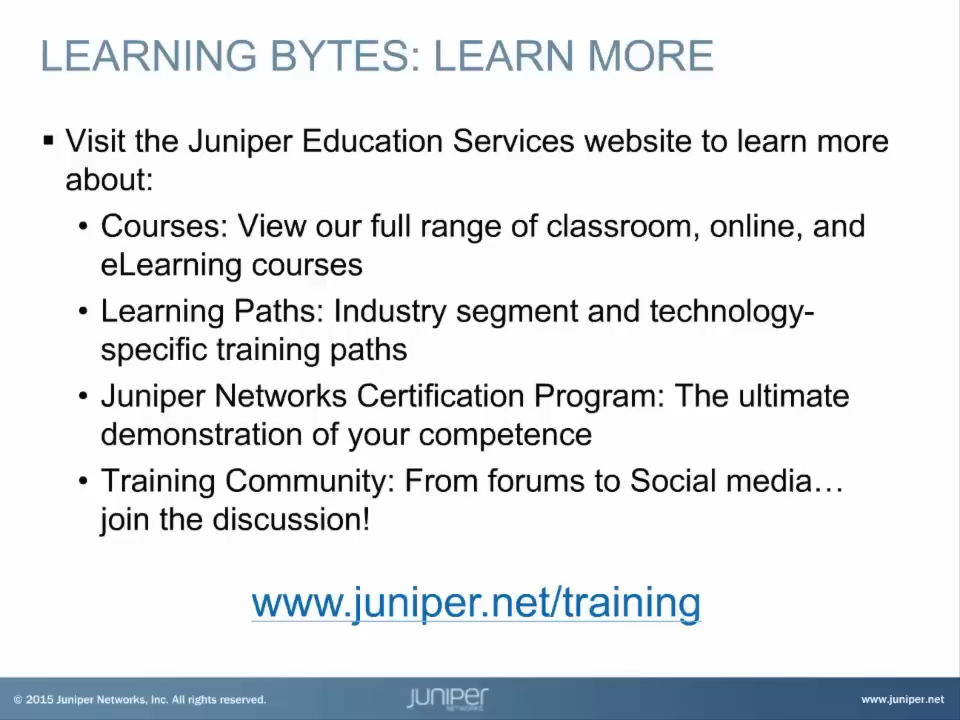 LEARNING BYTES: LEARN MORE
▪ Visit the Juniper Education Services website to learn more
about:
• Courses: View our full range of classroom, online, and
eLearning courses
• Learning Paths: Industry segment and technology-
specific training paths
• Juniper Networks Certification Program: The ultimate
demonstration of your competence
• Training Community: From forums to Social media…
join the discussion!
www.juniper.net/training
© 2015 Juniper Networks, Inc. All rights reserved.
JUNIPER
NETWORKS
www.juniper.net